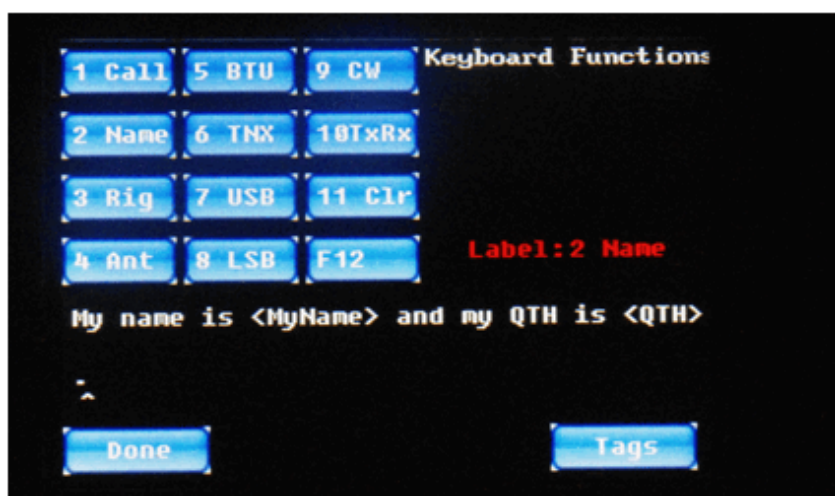 1 Call 5 BTU 9 CW Keyboard Functions
2 Name 6 TNX 10TxRx
3 Rig 7 USB 11 Clr
4 Ant 8 LSB F12
Label:2 Name
My name is <MyName> and my QTH is <QTH>
Done Tags